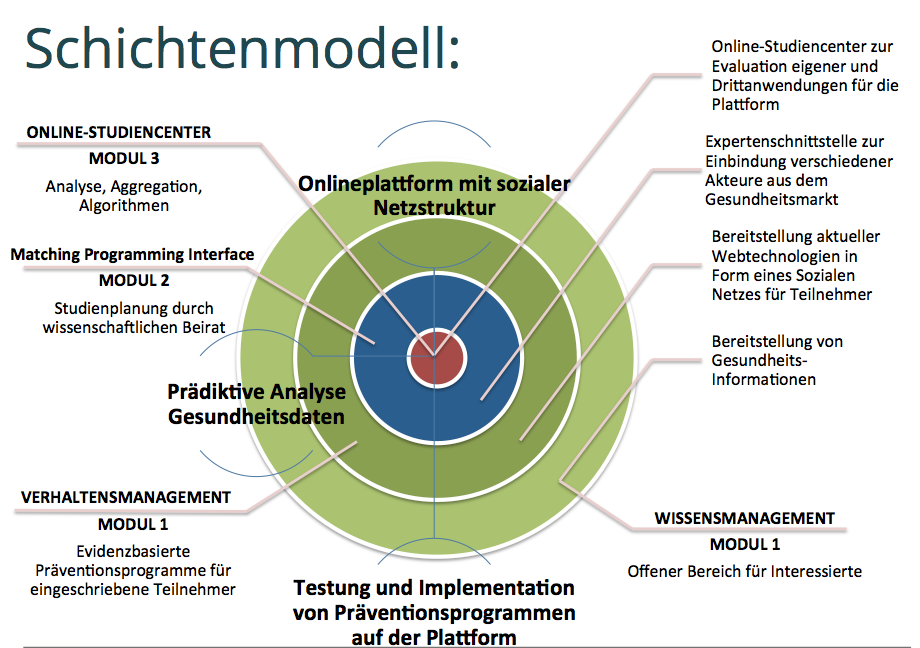 Schichtenmodell:
ONLINE-STUDIENCENTER
MODUL 3
Analyse, Aggregation,
Algorithmen
Matching Programming Interface
MODUL 2
Studienplanung durch
wissenschaftlichen Beirat
Prädiktive Analyse
Gesundheitsdaten
VERHALTENSMANAGEMENT
MODUL 1
Evidenzbasierte
Präventionsprogramme für
eingeschriebene Teilnehmer
Onlineplattform mit sozialer
Netzstruktur
Testung und Implementation
von Präventionsprogrammen
auf der Plattform
Online-Studiencenter zur
Evaluation eigener und
Drittanwendungen für die
Plattform
Expertenschnittstelle zur
Einbindung verschiedener
Akteure aus dem
Gesundheitsmarkt
Bereitstellung aktueller
Webtechnologien in
Form eines Sozialen
Netzes für Teilnehmer
Bereitstellung von
Gesundheits-
Informationen
WISSENSMANAGEMENT
MODUL 1
Offener Bereich für Interessierte